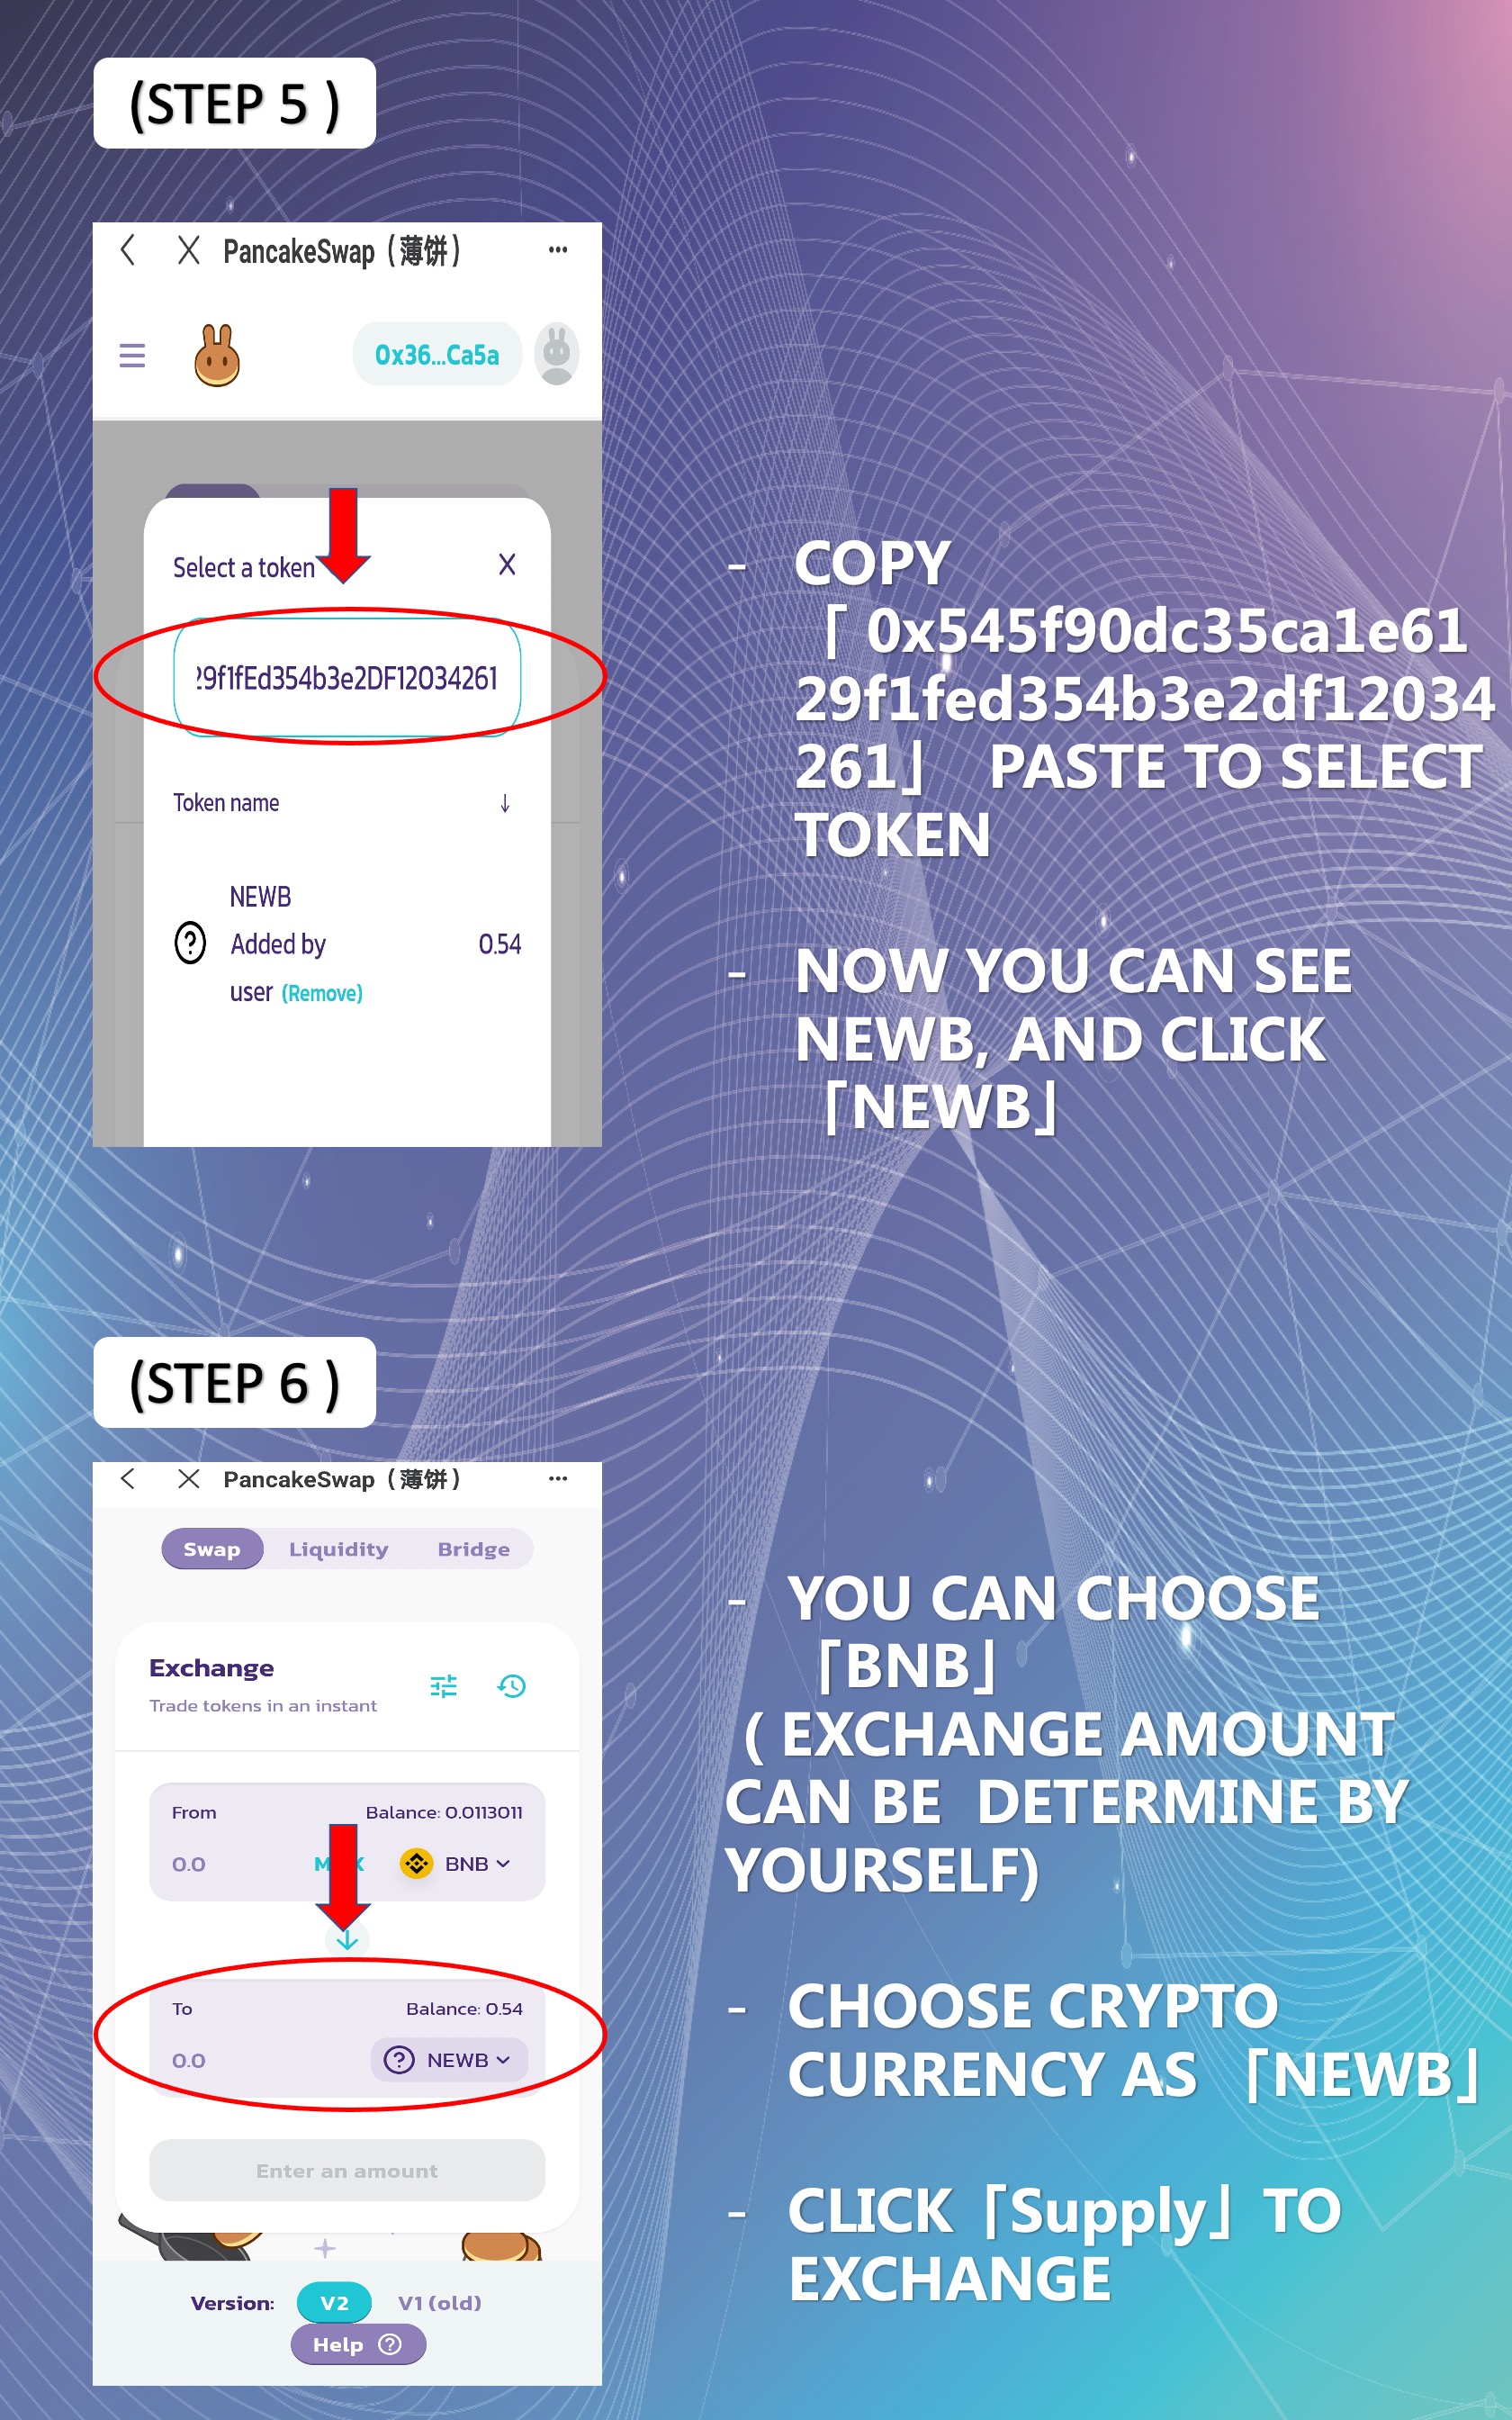 (STEP 5 )
PancakeSwap（薄饼）
0x36...Ca5a
Select a token
29f1fEd354b3e2DF12034261
Token name
NEWB
Added by
0.54
user (Remove)
- COPY
「 0x545f90dc35ca1e61
29f1fed354b3e2df12034
261」 PASTE TO SELECT
TOKEN
- NOW YOU CAN SEE
NEWB, AND CLICK
「NEWB」
(STEP 6 )
PancakeSwap（薄饼）
Swap Liquidity Bridge
Exchange
Trade tokens in an instant
From Balance: 0.0113011
0.0 BNB
To Balance: 0.54
0.0 NEWB
Enter an amount
Version: V2 V1 (old)
Help
- YOU CAN CHOOSE
「BNB」
( EXCHANGE AMOUNT
CAN BE DETERMINE BY
YOURSELF)
- CHOOSE CRYPTO
CURRENCY AS 「NEWB」
- CLICK「Supply」TO
EXCHANGE